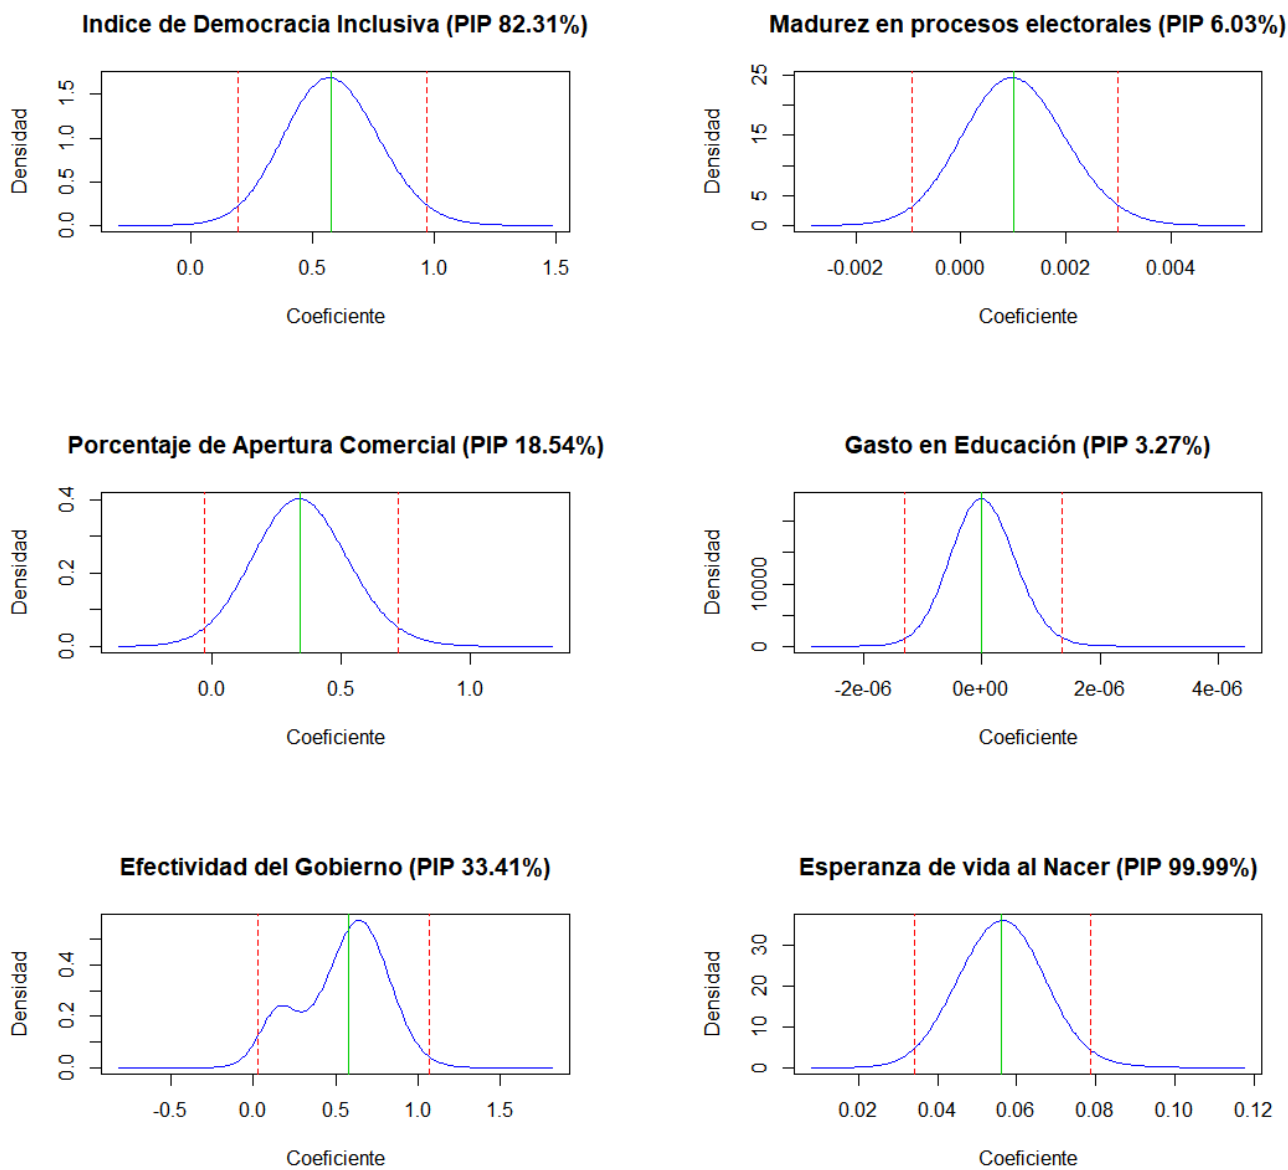 Indice de Democracia Inclusiva (PIP 82.31%)
Densidad
0.0 0.5 1.0 1.5
0.0 0.5 1.0 1.5
Coeficiente
Madurez en procesos electorales (PIP 6.03%)
Densidad
0 5 15 25
-0.002 0.000 0.002 0.004
Coeficiente
Porcentaje de Apertura Comercial (PIP 18.54%)
Densidad
0.0 0.2 0.4
0.0 0.5 1.0
Coeficiente
Gasto en Educación (PIP 3.27%)
Densidad
0 10000
-2e-06 0e+00 2e-06 4e-06
Coeficiente
Efectividad del Gobierno (PIP 33.41%)
Densidad
0.0 0.2 0.4
-0.5 0.0 0.5 1.0 1.5
Coeficiente
Esperanza de vida al Nacer (PIP 99.99%)
Densidad
0 10 20 30
0.02 0.04 0.06 0.08 0.10 0.12
Coeficiente